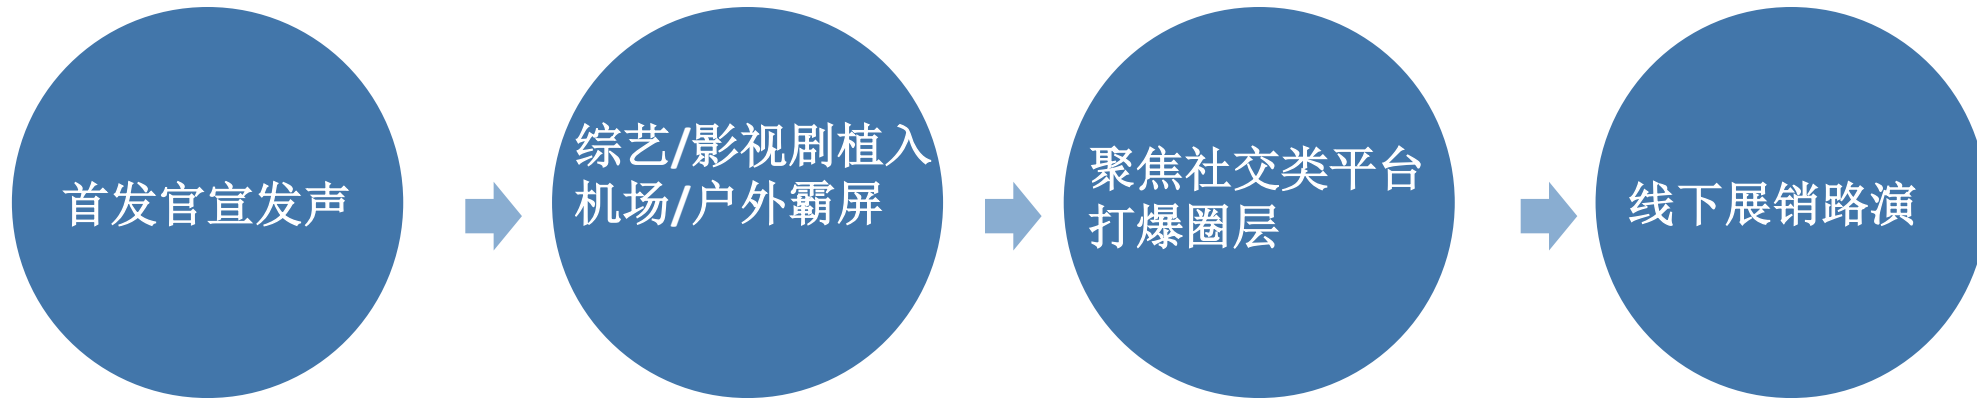 首发官宣发声
综艺/影视剧植入
机场/户外霸屏
聚焦社交类平台
打爆圈层
线下展销路演